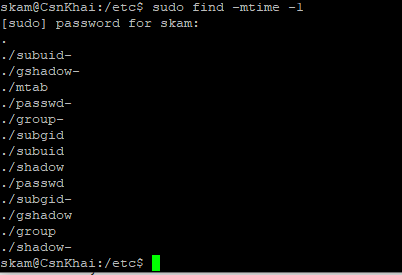 skam@CsnKhai:/etc$ sudo find -mtime -1
[sudo] password for skam:
.
./subuid-
./gshadow-
./mtab
./passwd-
./group-
./subgid
./subuid
./shadow
./passwd
./subgid-
./gshadow
./group
./shadow-
skam@CsnKhai:/etc$